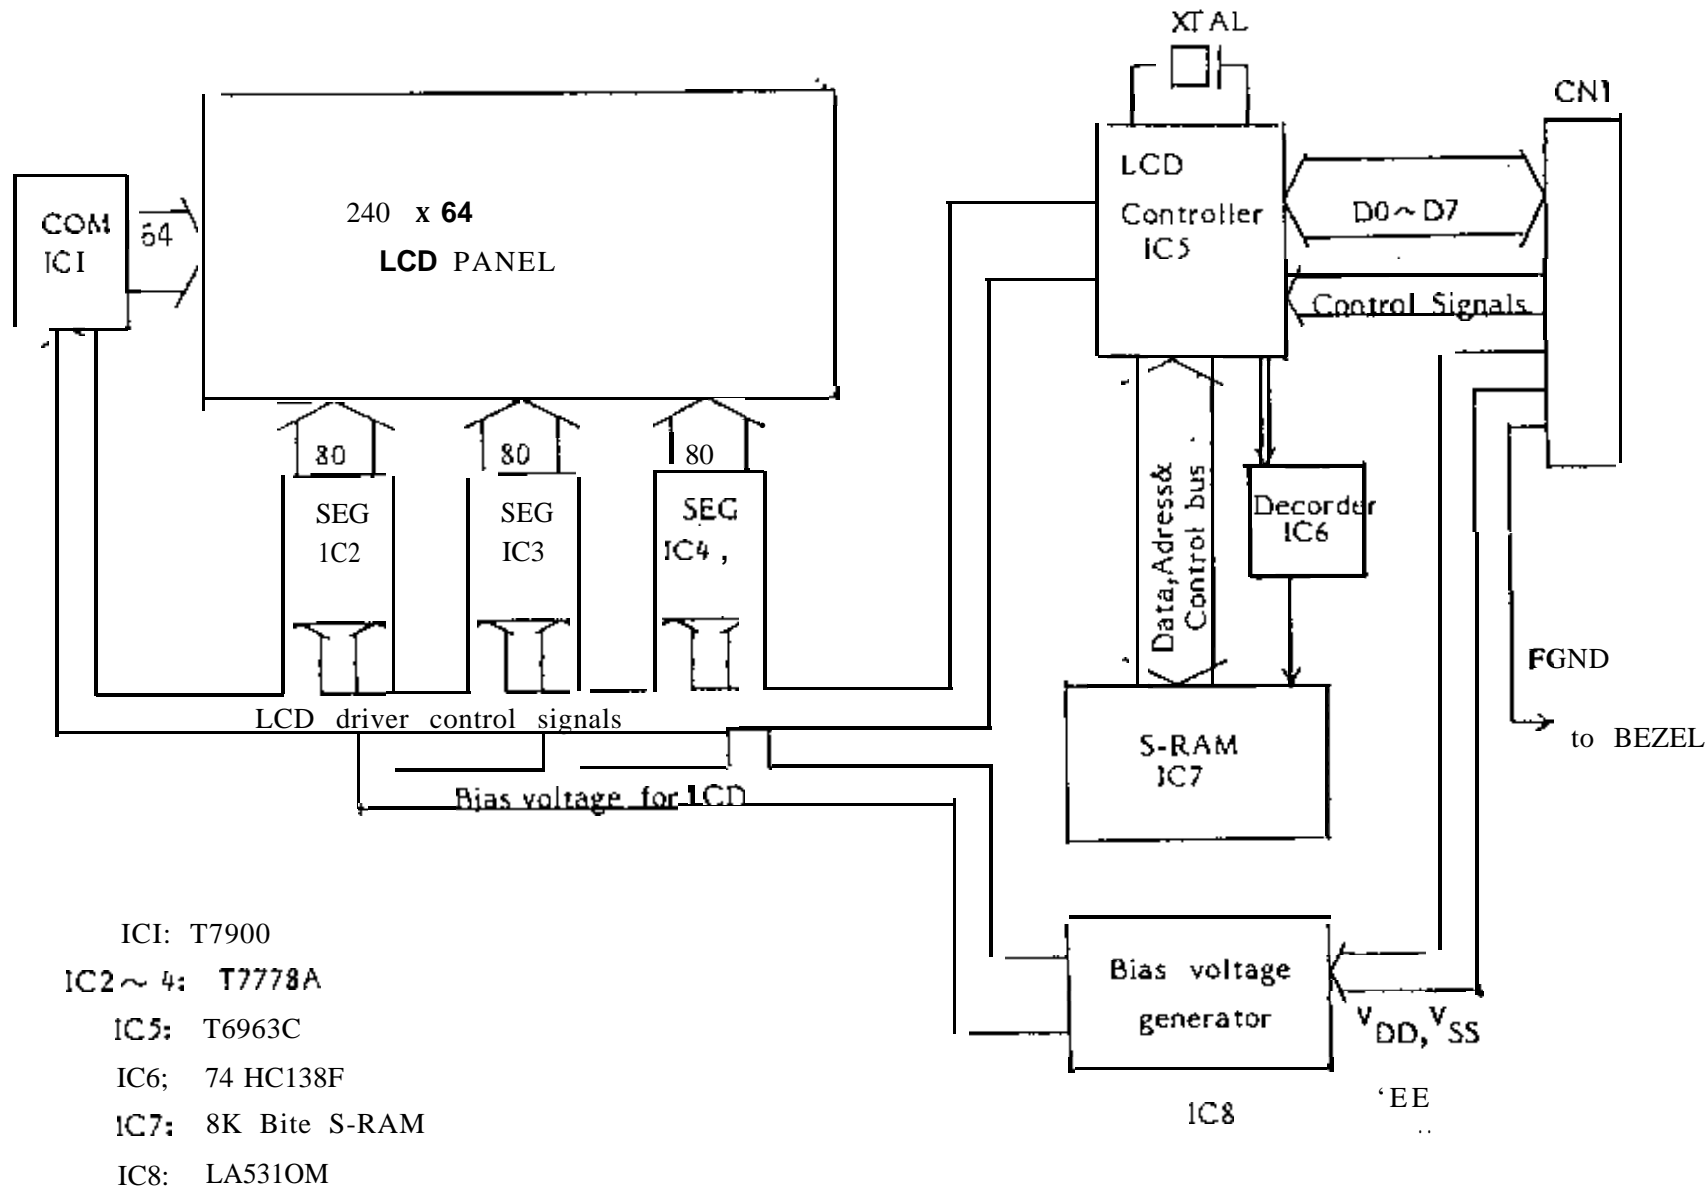 XTAL
CN1
LCD
Controller
IC5
D0~D7
Control Signals
COM
ICI
64
240 x 64
LCD PANEL
80
80
80
SEG
1C2
SEG
IC3
SEG
IC4 ,
Data,Adress&
Control bus
Decorder
IC6
FGND
to BEZEL
LCD driver control signals
S-RAM
IC7
Bias voltage for LCD
Bias voltage
generator
VDD, VSS
'EE
IC8
ICI: T7900
IC2~ 4: T7778A
IC5: T6963C
IC6; 74 HC138F
IC7: 8K Bite S-RAM
IC8: LA531OM